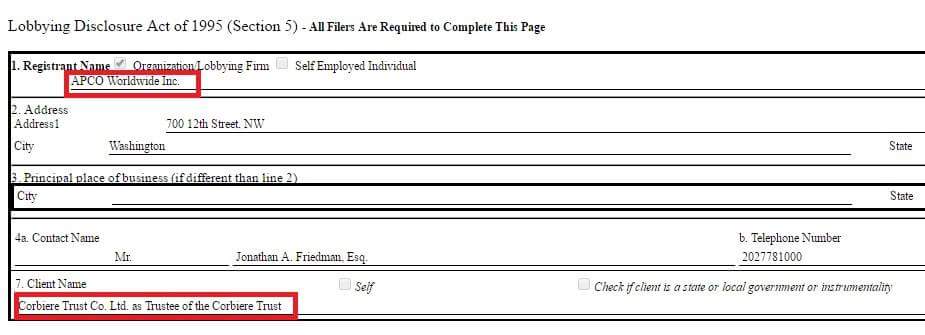 Lobbying Disclosure Act of 1995 (Section 5) - All Filers Are Required to Complete This Page
1. Registrant Name Organization/Lobbying Firm Self Employed Individual
APCO Worldwide Inc.
2. Address
Address1 700 12th Street, NW
City Washington State
3. Principal place of business (if different than line 2)
City State
4a. Contact Name b. Telephone Number
Mr. Jonathan A. Friedman, Esq. 2027781000
7. Client Name Self Check if client is a state or local government or instrumentality
Corbiere Trust Co. Ltd. as Trustee of the Corbiere Trust